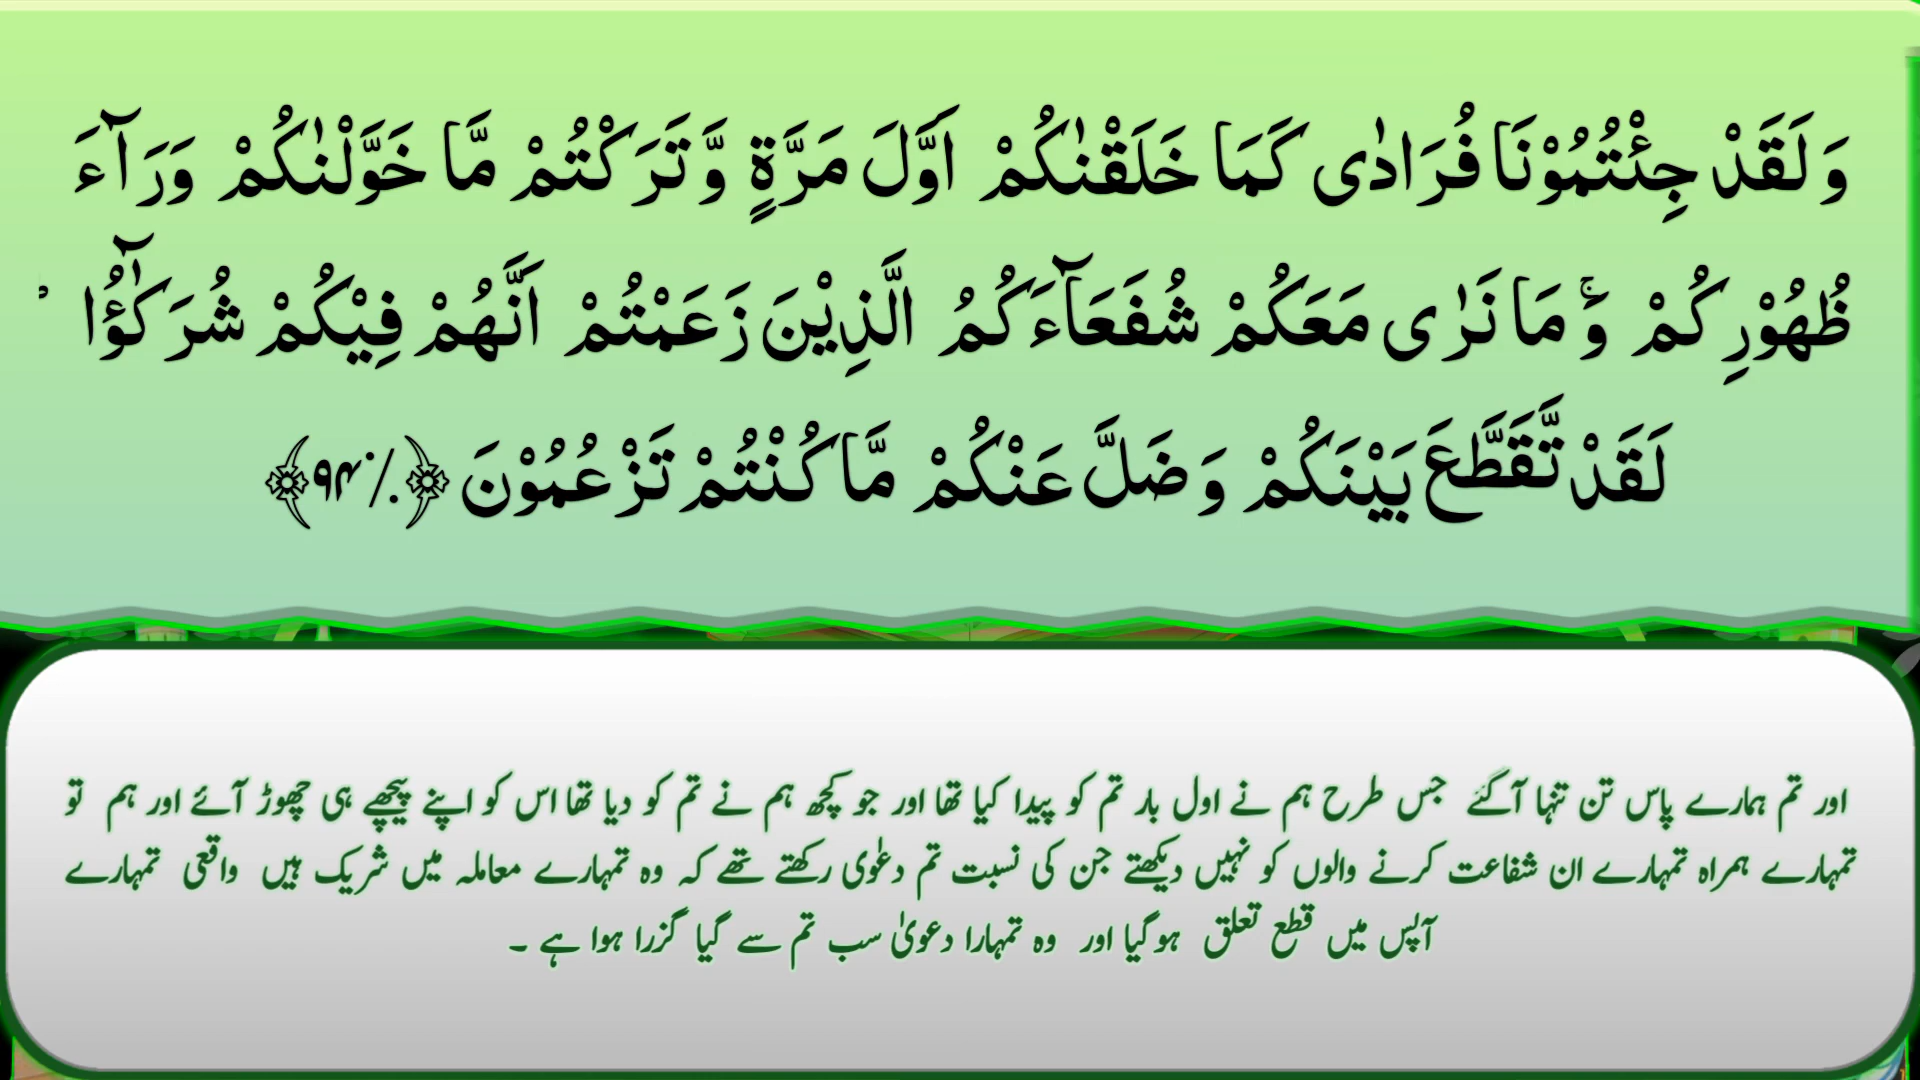 وَ لَقَدْ جِئْتُمُوْنَا فُرَادٰى كَمَا خَلَقْنٰكُمْ اَوَّلَ مَرَّةٍ وَّ تَرَكْتُمْ مَّا خَوَّلْنٰكُمْ وَرَآءَ
ظُهُوْرِكُمْ ۚ وَ مَا نَرٰى مَعَكُمْ شُفَعَآءَكُمُ الَّذِيْنَ زَعَمْتُمْ اَنَّهُمْ فِيْكُمْ شُرَكٰٓؤُا ؕ
لَقَدْ تَّقَطَّعَ بَيْنَكُمْ وَ ضَلَّ عَنْكُمْ مَّا كُنْتُمْ تَزْعُمُوْنَ ﴿٪۹۴﴾
اور تم ہمارے پاس تن تنہا آگئے جس طرح ہم نے اول بار تم کو پیدا کیا تھا اور جو کچھ ہم نے تم کو دیا تھا اس کو اپنے پیچھے ہی چھوڑ آئے اور ہم تو
تمہارے ہمراہ تمہارے ان شفاعت کرنے والوں کو نہیں دیکھتے جن کی نسبت تم دعوٰی رکھتے تھے کہ وہ تمہارے معاملہ میں شریک ہیں واقعی تمہارے
آپس میں قطع تعلق ہوگیا اور وہ تمہارا دعویٰ سب تم سے گیا گزرا ہوا ہے ۔